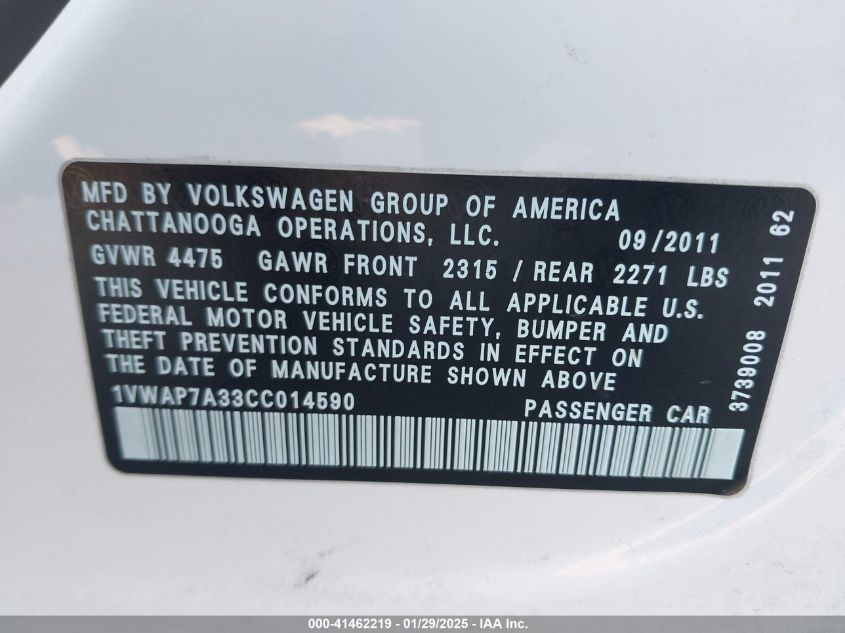 MFD BY VOLKSWAGEN GROUP OF AMERICA
CHATTANOOGA OPERATIONS, LLC. 09/2011
GVWR 4475 GAWR FRONT 2315 / REAR 2271 LBS
THIS VEHICLE CONFORMS TO ALL APPLICABLE U.S.
FEDERAL MOTOR VEHICLE SAFETY, BUMPER AND
THEFT PREVENTION STANDARDS IN EFFECT ON
THE DATE OF MANUFACTURE SHOWN ABOVE
1VWAP7A33CC014590 PASSENGER CAR
3739008 2011 62
000-41462219 - 01/29/2025 - IAA Inc.